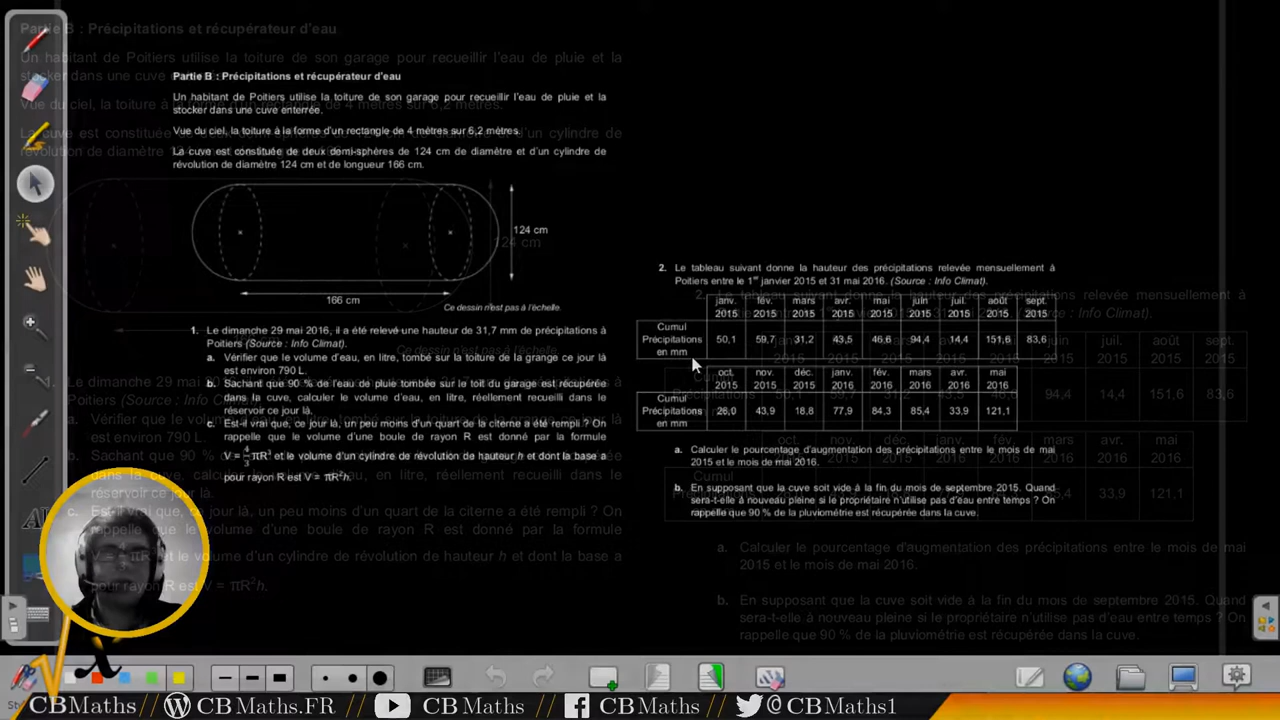 Partie B : Précipitations et récupérateur d'eau
Un habitant de Poitiers utilise la toiture de son garage pour recueillir l'eau de pluie et la
stocker dans une cuve enterrée.
Vue du ciel, la toiture à la forme d'un rectangle de 4 mètres sur 6,2 mètres.
La cuve est constituée de deux demi-sphères de 124 cm de diamètre et d'un cylindre de
révolution de diamètre 124 cm et de longueur 166 cm.
124 cm
166 cm
Ce dessin n'est pas à l'échelle.
1. Le dimanche 29 mai 2016, il a été relevé une hauteur de 31,7 mm de précipitations à
Poitiers (Source : Info Climat).
a. Vérifier que le volume d'eau, en litre, tombé sur la toiture de la grange ce jour là
est environ 790 L.
b. Sachant que 90 % de l'eau de pluie tombée sur le toit du garage est récupérée
dans la cuve, calculer le volume d'eau, en litre, réellement recueilli dans le
réservoir ce jour là.
c. Est-il vrai que, ce jour là, un peu moins d'un quart de la citerne a été rempli ? On
rappelle que le volume d'une boule de rayon R est donné par la formule
V = 4/3 πR³ et le volume d'un cylindre de révolution de hauteur h et dont la base a
pour rayon R est V = πR²h.
2. Le tableau suivant donne la hauteur des précipitations relevée mensuellement à
Poitiers entre le 1er janvier 2015 et 31 mai 2016. (Source : Info Climat).
janv. 2015 fév. 2015 mars 2015 avr. 2015 mai 2015 juin 2015 juil. 2015 août 2015 sept. 2015
Cumul Précipitations en mm 50,1 59,7 31,2 43,5 46,6 94,4 14,4 151,6 83,6
oct. 2015 nov. 2015 déc. 2015 janv. 2016 fév. 2016 mars 2016 avr. 2016 mai 2016
Cumul Précipitations en mm 26,0 43,9 18,8 77,9 84,3 85,4 33,9 121,1
a. Calculer le pourcentage d'augmentation des précipitations entre le mois de mai
2015 et le mois de mai 2016.
b. En supposant que la cuve soit vide à la fin du mois de septembre 2015. Quand
sera-t-elle à nouveau pleine si le propriétaire n'utilise pas d'eau entre temps ? On
rappelle que 90 % de la pluviométrie est récupérée dans la cuve.
CBMaths CBMaths.FR CBMaths CBMaths @CBMaths1